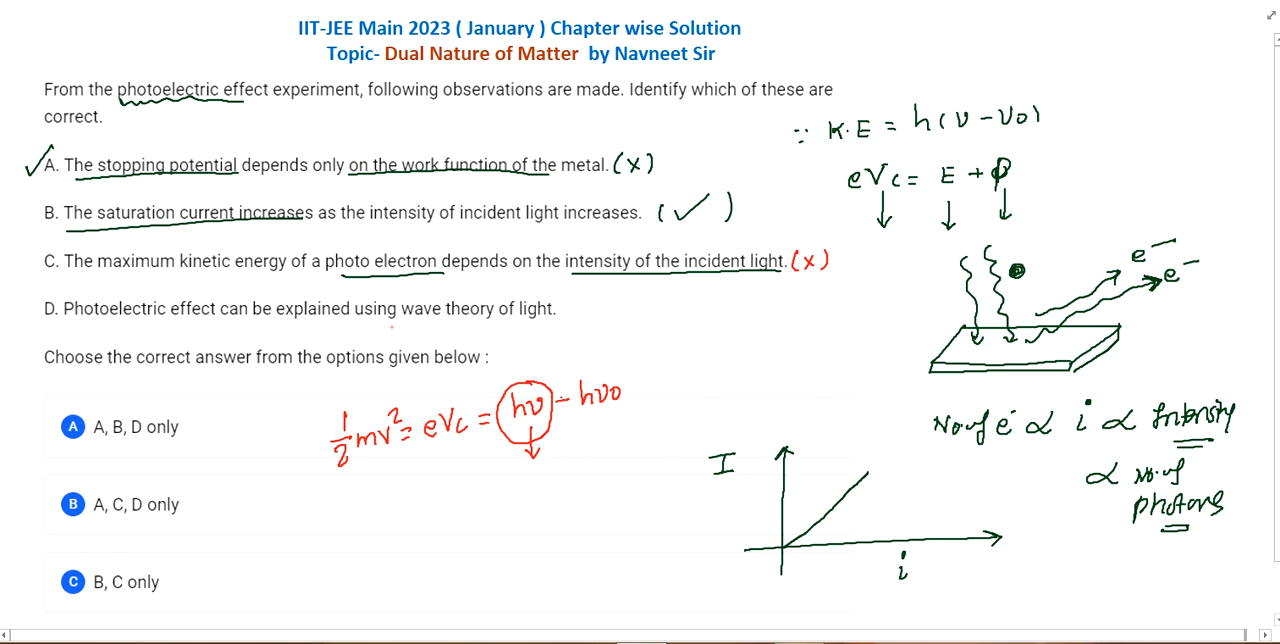 IIT-JEE Main 2023 ( January ) Chapter wise Solution
Topic- Dual Nature of Matter by Navneet Sir
From the photoelectric effect experiment, following observations are made. Identify which of these are
correct.
∵ K.E = h(ν - ν0)
A. The stopping potential depends only on the work function of the metal. (x)
eVc = E + φ
B. The saturation current increases as the intensity of incident light increases. (✓)
C. The maximum kinetic energy of a photo electron depends on the intensity of the incident light. (x)
e⁻
e⁻
D. Photoelectric effect can be explained using wave theory of light.
Choose the correct answer from the options given below :
A A, B, D only
1/2 mv² = eVc = hν - hν0
No. of e⁻ ∝ i ∝ Intensity
∝ No. of
photons
I
B A, C, D only
i
C B, C only